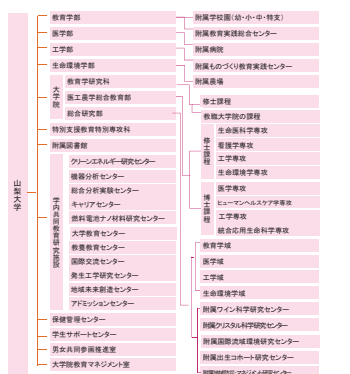 山梨大学
教育学部
医学部
工学部
生命環境学部
大学院
教育学研究科
医工農学総合教育部
総合研究部
特別支援教育特別専攻科
附属図書館
学内共同教育研究施設
クリーンエネルギー研究センター
機器分析センター
総合分析実験センター
キャリアセンター
燃料電池ナノ材料研究センター
大学教育センター
教養教育センター
国際交流センター
発生工学研究センター
地域未来創造センター
アドミッションセンター
保健管理センター
学生サポートセンター
男女共同参画推進室
大学院教育マネジメント室
附属学校園(幼・小・中・特支)
附属教育実践総合センター
附属病院
附属ものづくり教育実践センター
附属農場
修士課程
教職大学院の課程
修士課程
生命医科学専攻
看護学専攻
工学専攻
生命環境学専攻
博士課程
医学専攻
ヒューマンヘルスケア学専攻
工学専攻
統合応用生命科学専攻
教育学域
医学域
工学域
生命環境学域
附属ワイン科学研究センター
附属クリスタル科学研究センター
附属国際流域環境研究センター
附属出生コホート研究センター